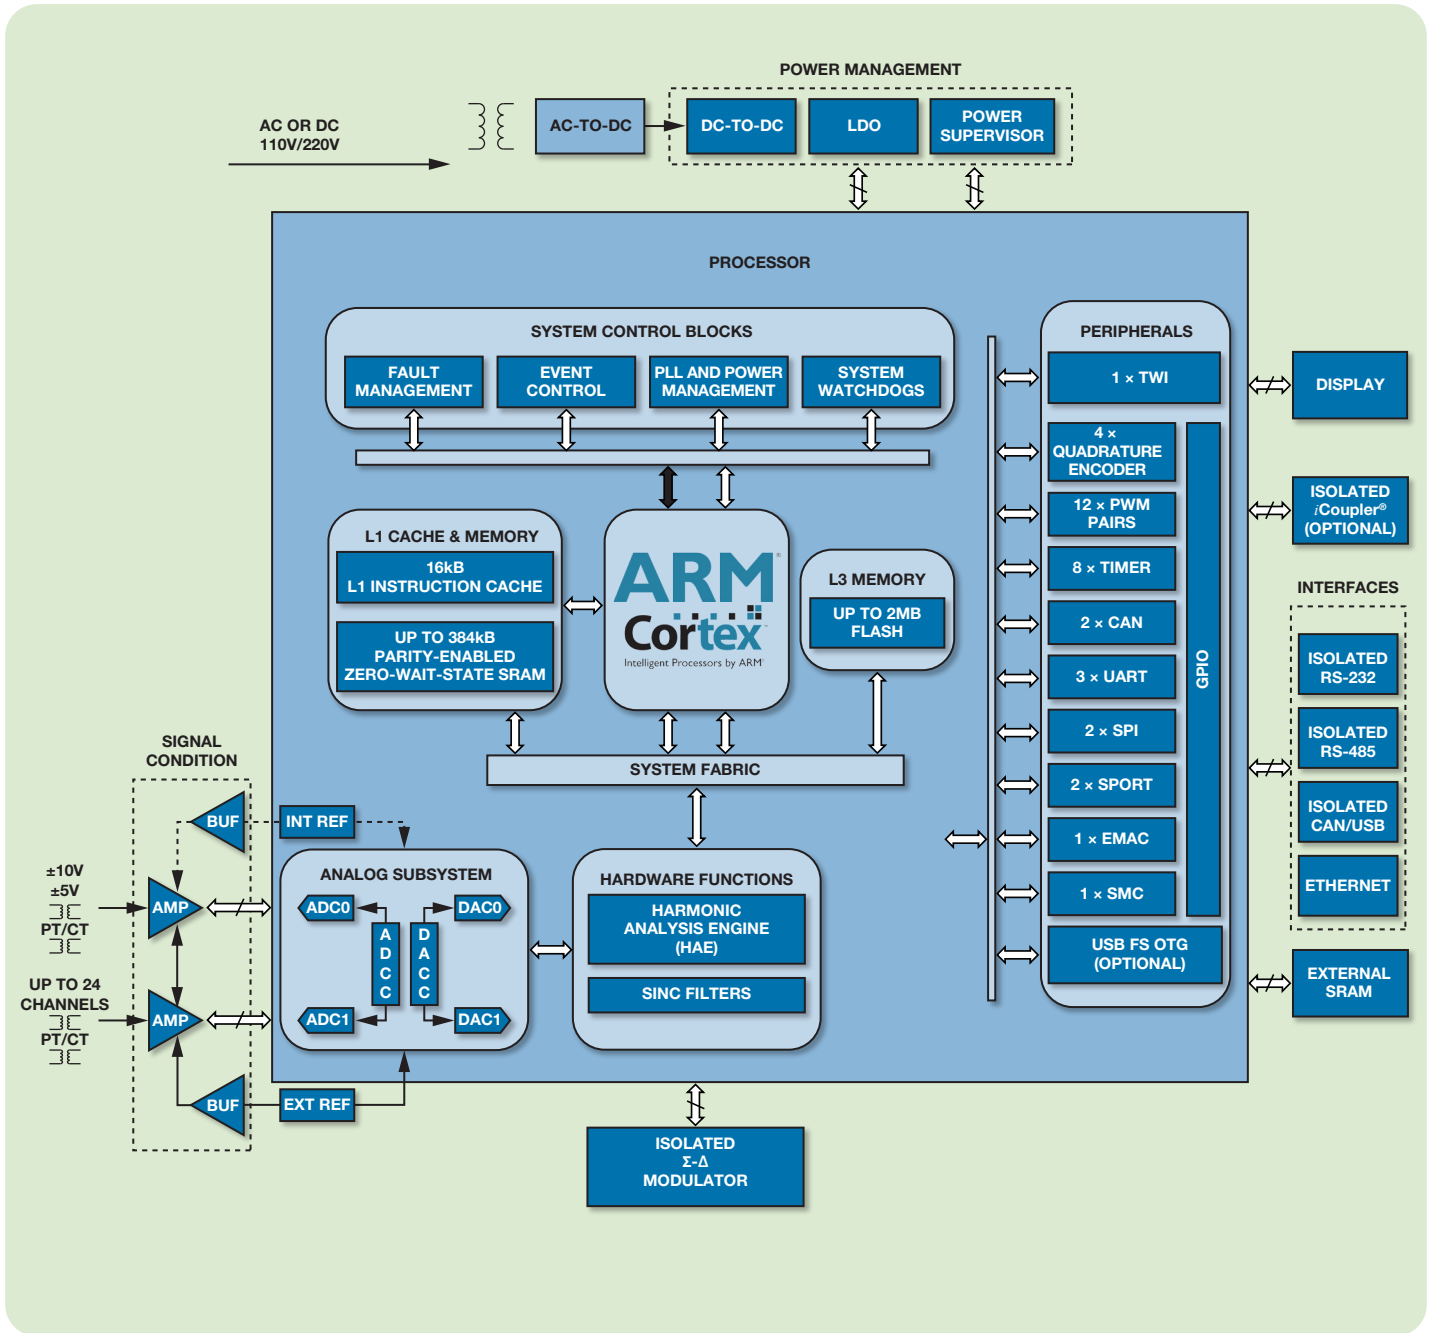 POWER MANAGEMENT
AC OR DC
110V/220V
AC-TO-DC
DC-TO-DC
LDO
POWER
SUPERVISOR
PROCESSOR
SYSTEM CONTROL BLOCKS
FAULT
MANAGEMENT
EVENT
CONTROL
PLL AND POWER
MANAGEMENT
SYSTEM
WATCHDOGS
L1 CACHE & MEMORY
16kB
L1 INSTRUCTION CACHE
UP TO 384kB
PARITY-ENABLED
ZERO-WAIT-STATE SRAM
ARM®
Cortex™
Intelligent Processors by ARM®
L3 MEMORY
UP TO 2MB
FLASH
SYSTEM FABRIC
PERIPHERALS
1 × TWI
4 ×
QUADRATURE
ENCODER
12 × PWM
PAIRS
8 × TIMER
2 × CAN
3 × UART
2 × SPI
2 × SPORT
1 × EMAC
1 × SMC
GPIO
USB FS OTG
(OPTIONAL)
DISPLAY
ISOLATED
iCoupler®
(OPTIONAL)
INTERFACES
ISOLATED
RS-232
ISOLATED
RS-485
ISOLATED
CAN/USB
ETHERNET
EXTERNAL
SRAM
SIGNAL
CONDITION
BUF
INT REF
±10V
±5V
PT/CT
AMP
UP TO 24
CHANNELS
PT/CT
AMP
BUF
EXT REF
ANALOG SUBSYSTEM
ADC0
DAC0
ADCC
DACC
ADC1
DAC1
HARDWARE FUNCTIONS
HARMONIC
ANALYSIS ENGINE
(HAE)
SINC FILTERS
ISOLATED
Σ-Δ
MODULATOR